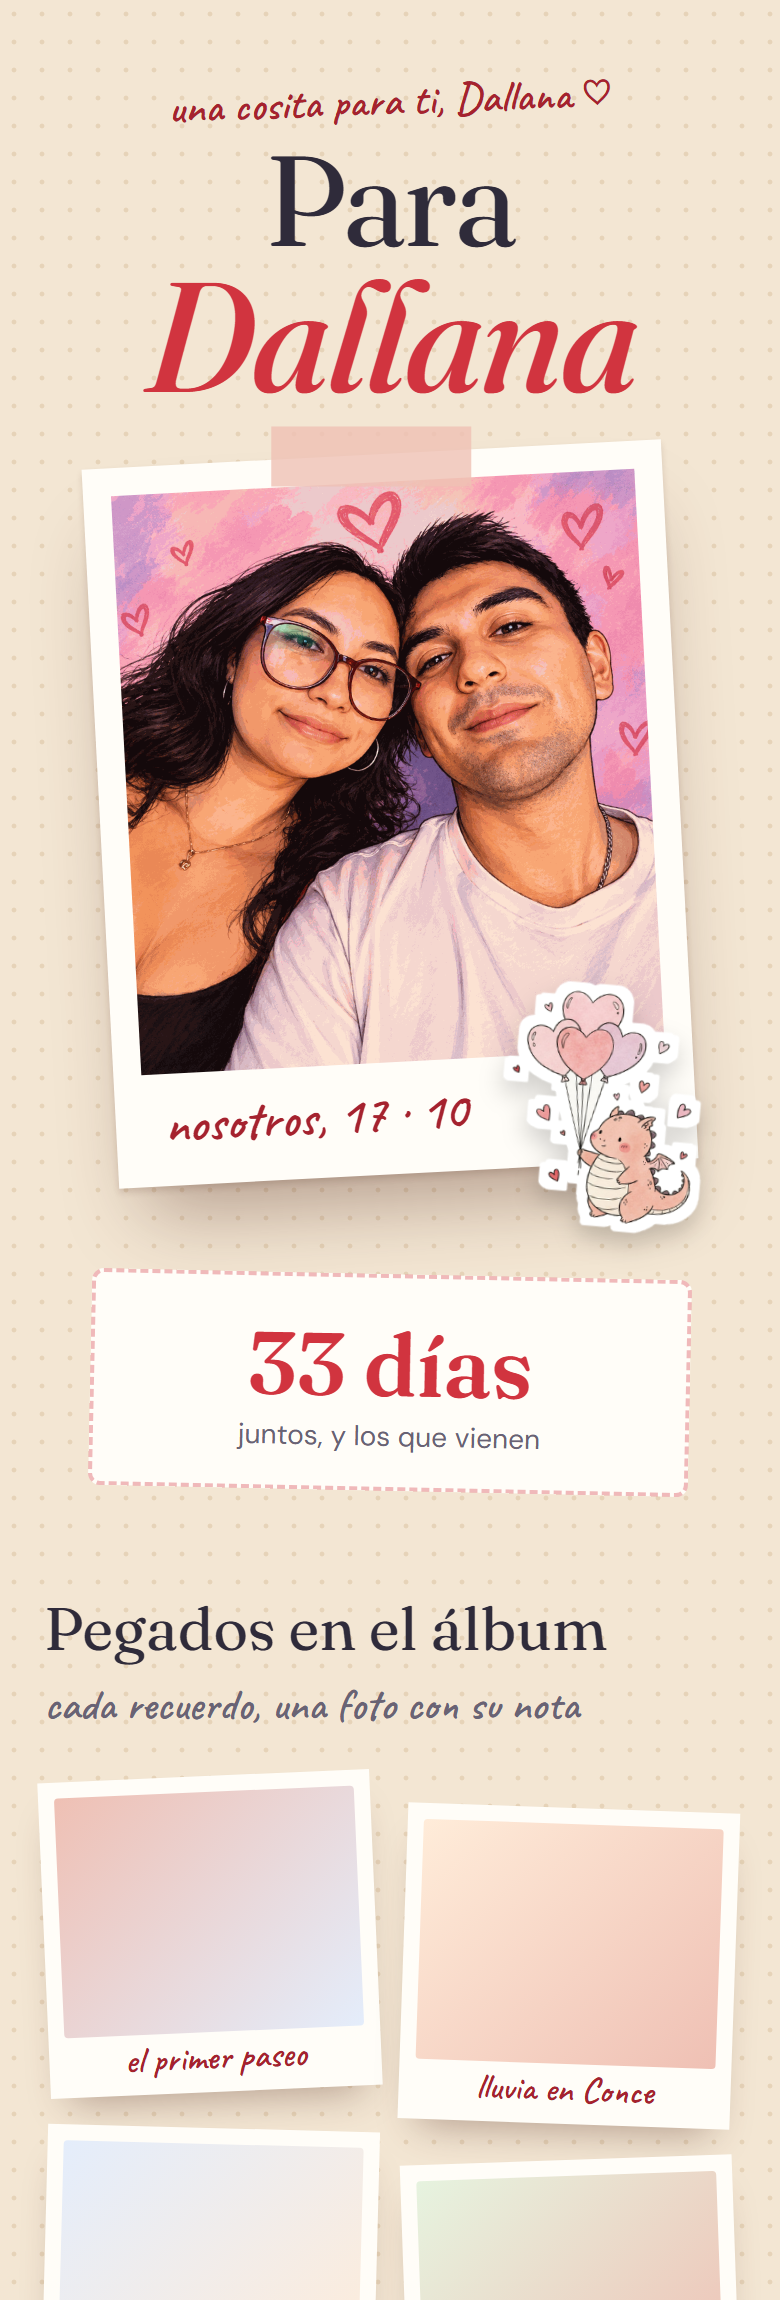 una cosita para ti, Dallana ♡
Para
Dallana
nosotros, 17 · 10
33 días
juntos, y los que vienen
Pegados en el álbum
cada recuerdo, una foto con su nota
el primer paseo
lluvia en Conce